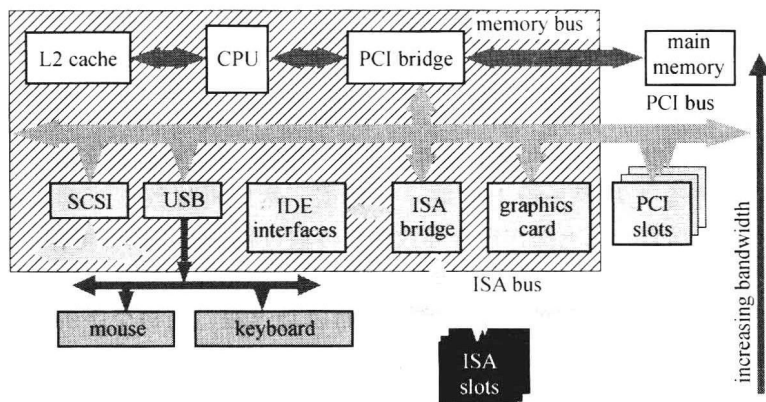 memory bus
L2 cache
CPU
PCI bridge
main
memory
PCI bus
SCSI
USB
IDE
interfaces
ISA
bridge
graphics
card
PCI
slots
ISA bus
mouse
keyboard
ISA
slots
increasing bandwidth